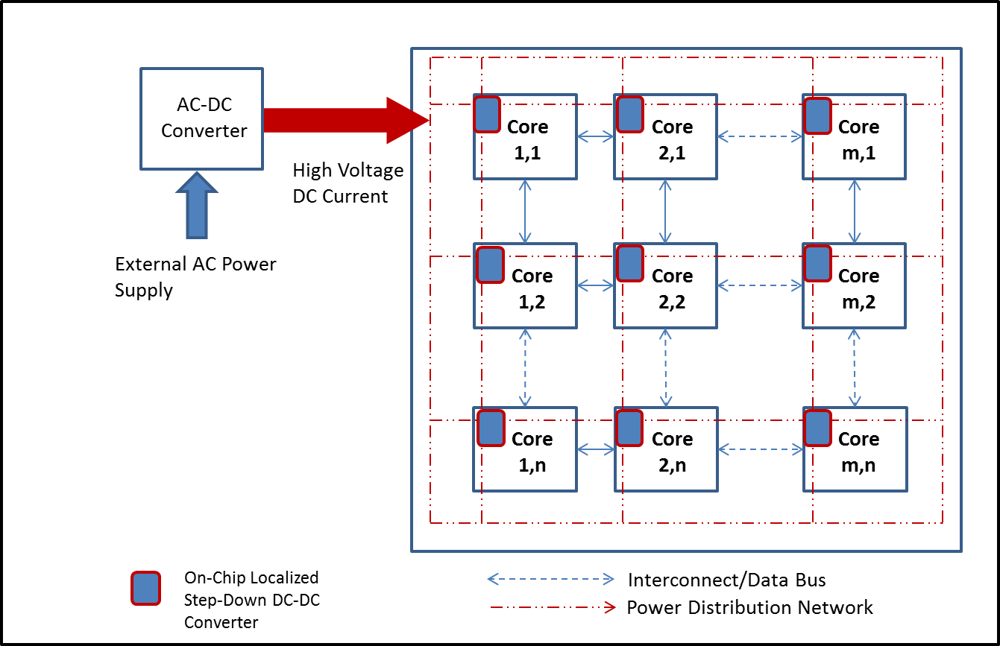 AC-DC
Converter
High Voltage
DC Current
External AC Power
Supply
Core
1,1
Core
2,1
Core
m,1
Core
1,2
Core
2,2
Core
m,2
Core
1,n
Core
2,n
Core
m,n
On-Chip Localized
Step-Down DC-DC
Converter
Interconnect/Data Bus
Power Distribution Network